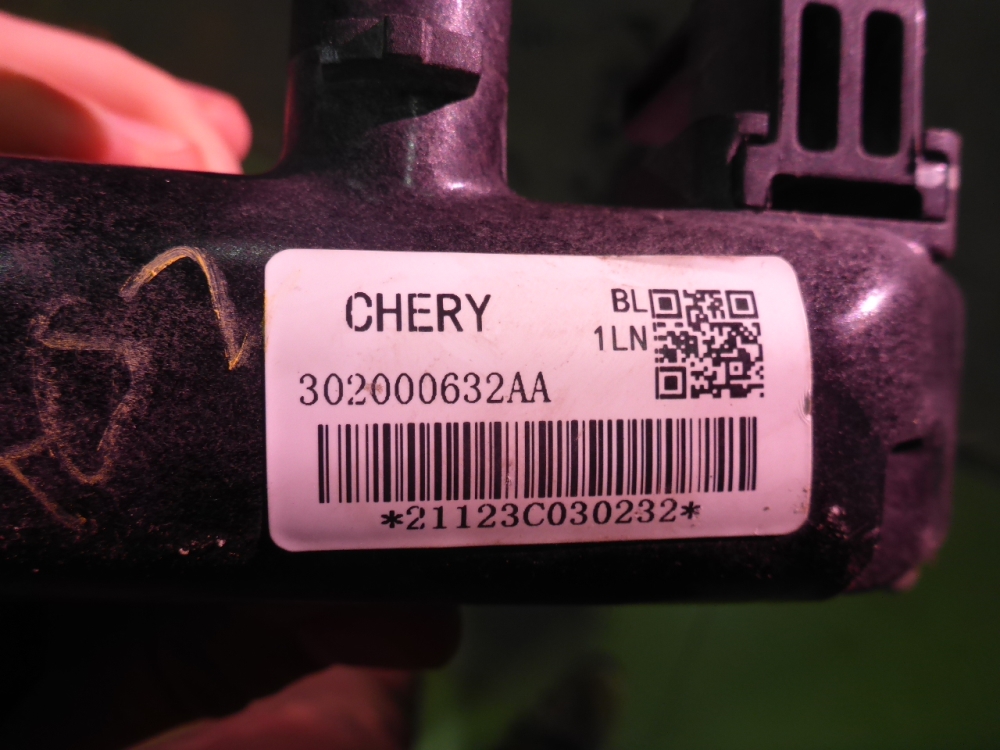 CHERY
BL
1LN
302000632AA
*21123C030232*